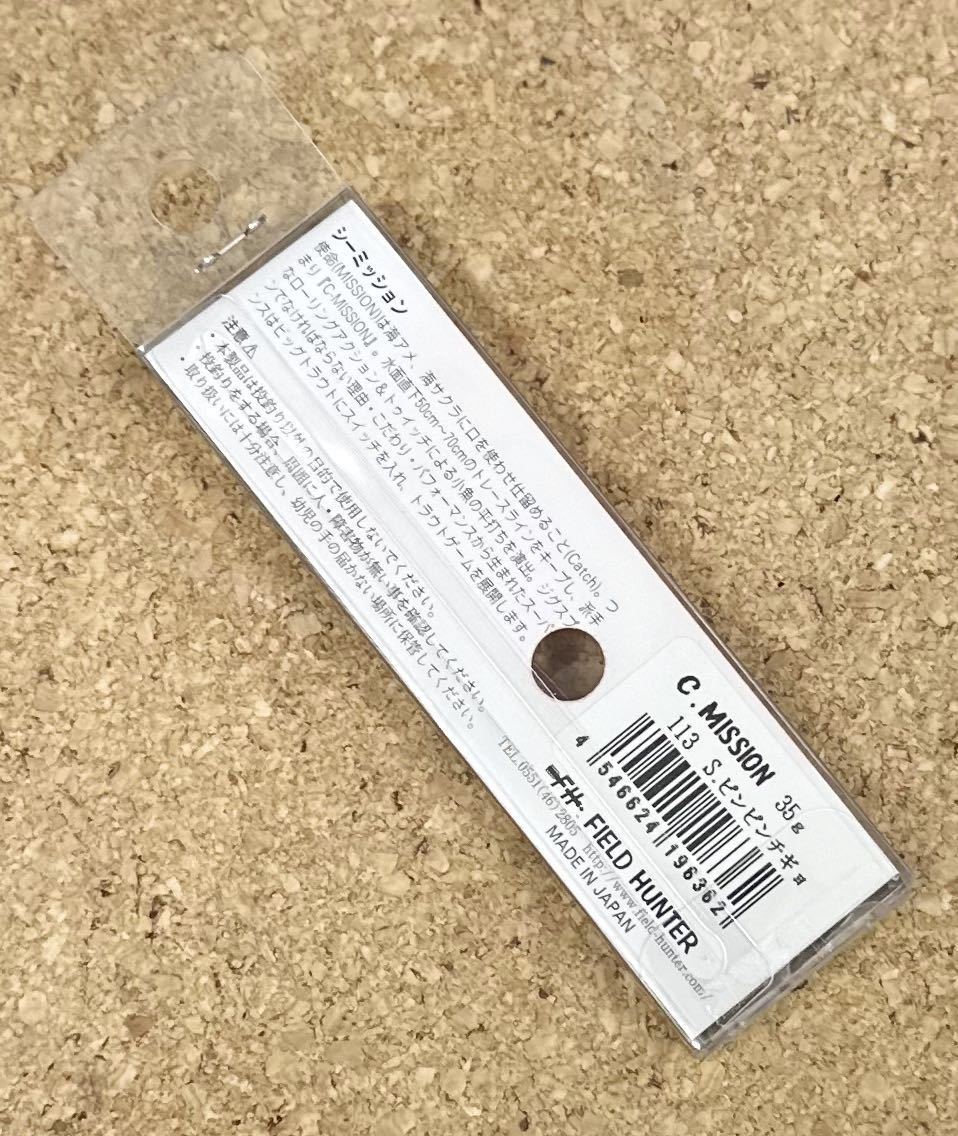 シーミッション
使命(MISSION)は海アメ、海サクラに口を使わせ仕留めること(Catch)。つ
まり『C-MISSION』。水面直下50cm~70cmのトレースラインをキープし、派手
なローリングアクション&トゥイッチによる小魚の平打ちを演出。ジグスプ
ンでなければならない理由・こだわり・パフォーマンスから生まれたスーパ
ンスはビッグトラウトにスイッチを入れ、トラウトゲームを展開します。
注意⚠
・本製品は投釣り以外の目的で使用しないでください。
・投釣りをする場合、周囲に人・障害物が無い事を確認してください。
・取り扱いには十分注意し、幼児の手の届かない場所に保管してください。
C. MISSION 35g
113 S.ピンピンチギョ
4 546624 196362
FH. FIELD HUNTER
TEL.0551(46)2805 http://www.field-hunter.com/
MADE IN JAPAN